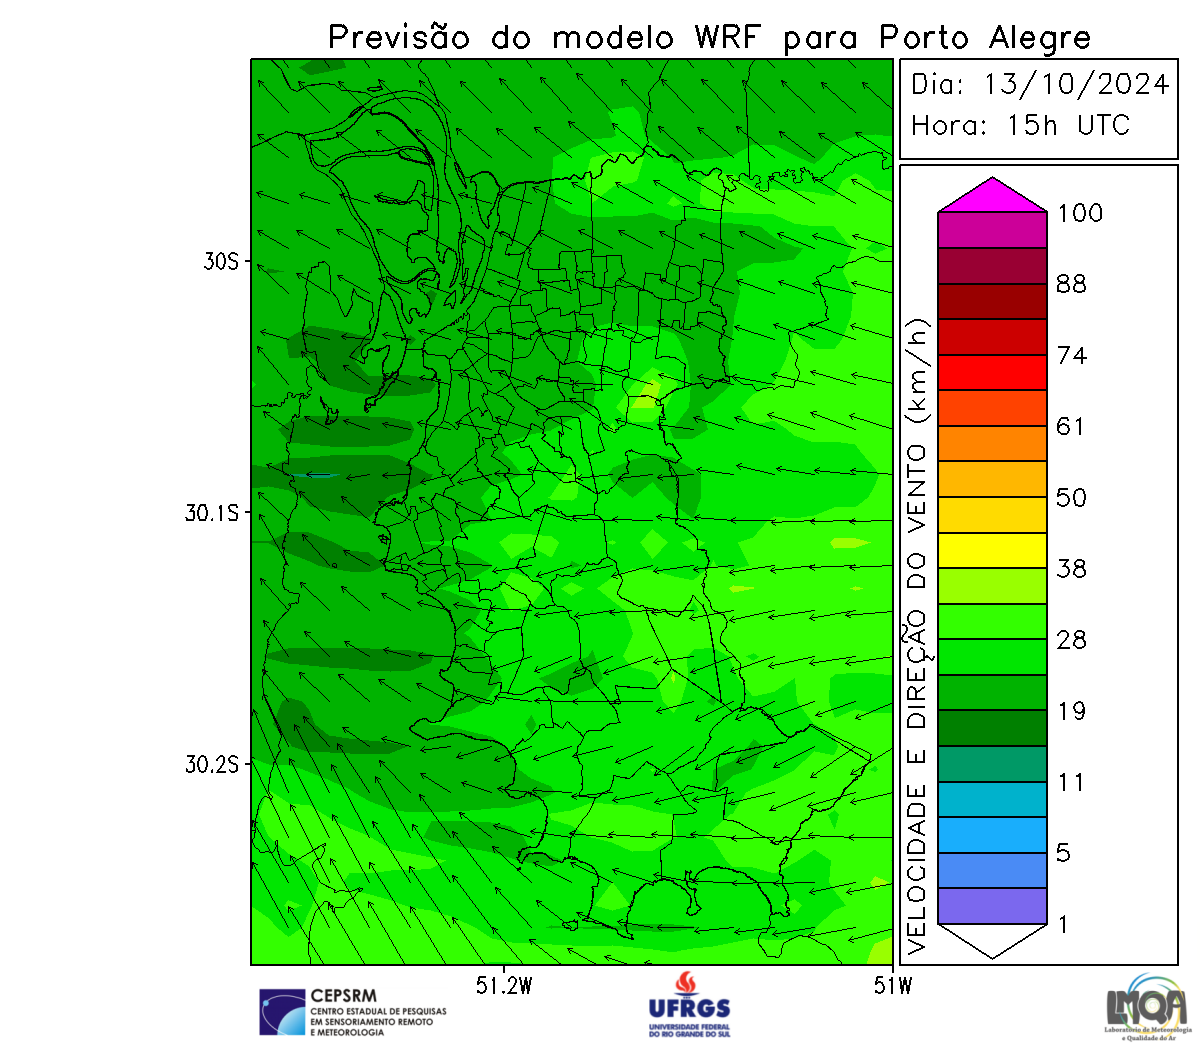 Previsão do modelo WRF para Porto Alegre
Dia: 13/10/2024
Hora: 15h UTC
30S
30.1S
30.2S
51.2W
51W
VELOCIDADE E DIREÇÃO DO VENTO (km/h)
100
88
74
61
50
38
28
19
11
5
1
CEPSRM
CENTRO ESTADUAL DE PESQUISAS
EM SENSORIAMENTO REMOTO
E METEOROLOGIA
UFRGS
UNIVERSIDADE FEDERAL
DO RIO GRANDE DO SUL
LMQA
Laboratório de Meteorologia
e Qualidade do Ar